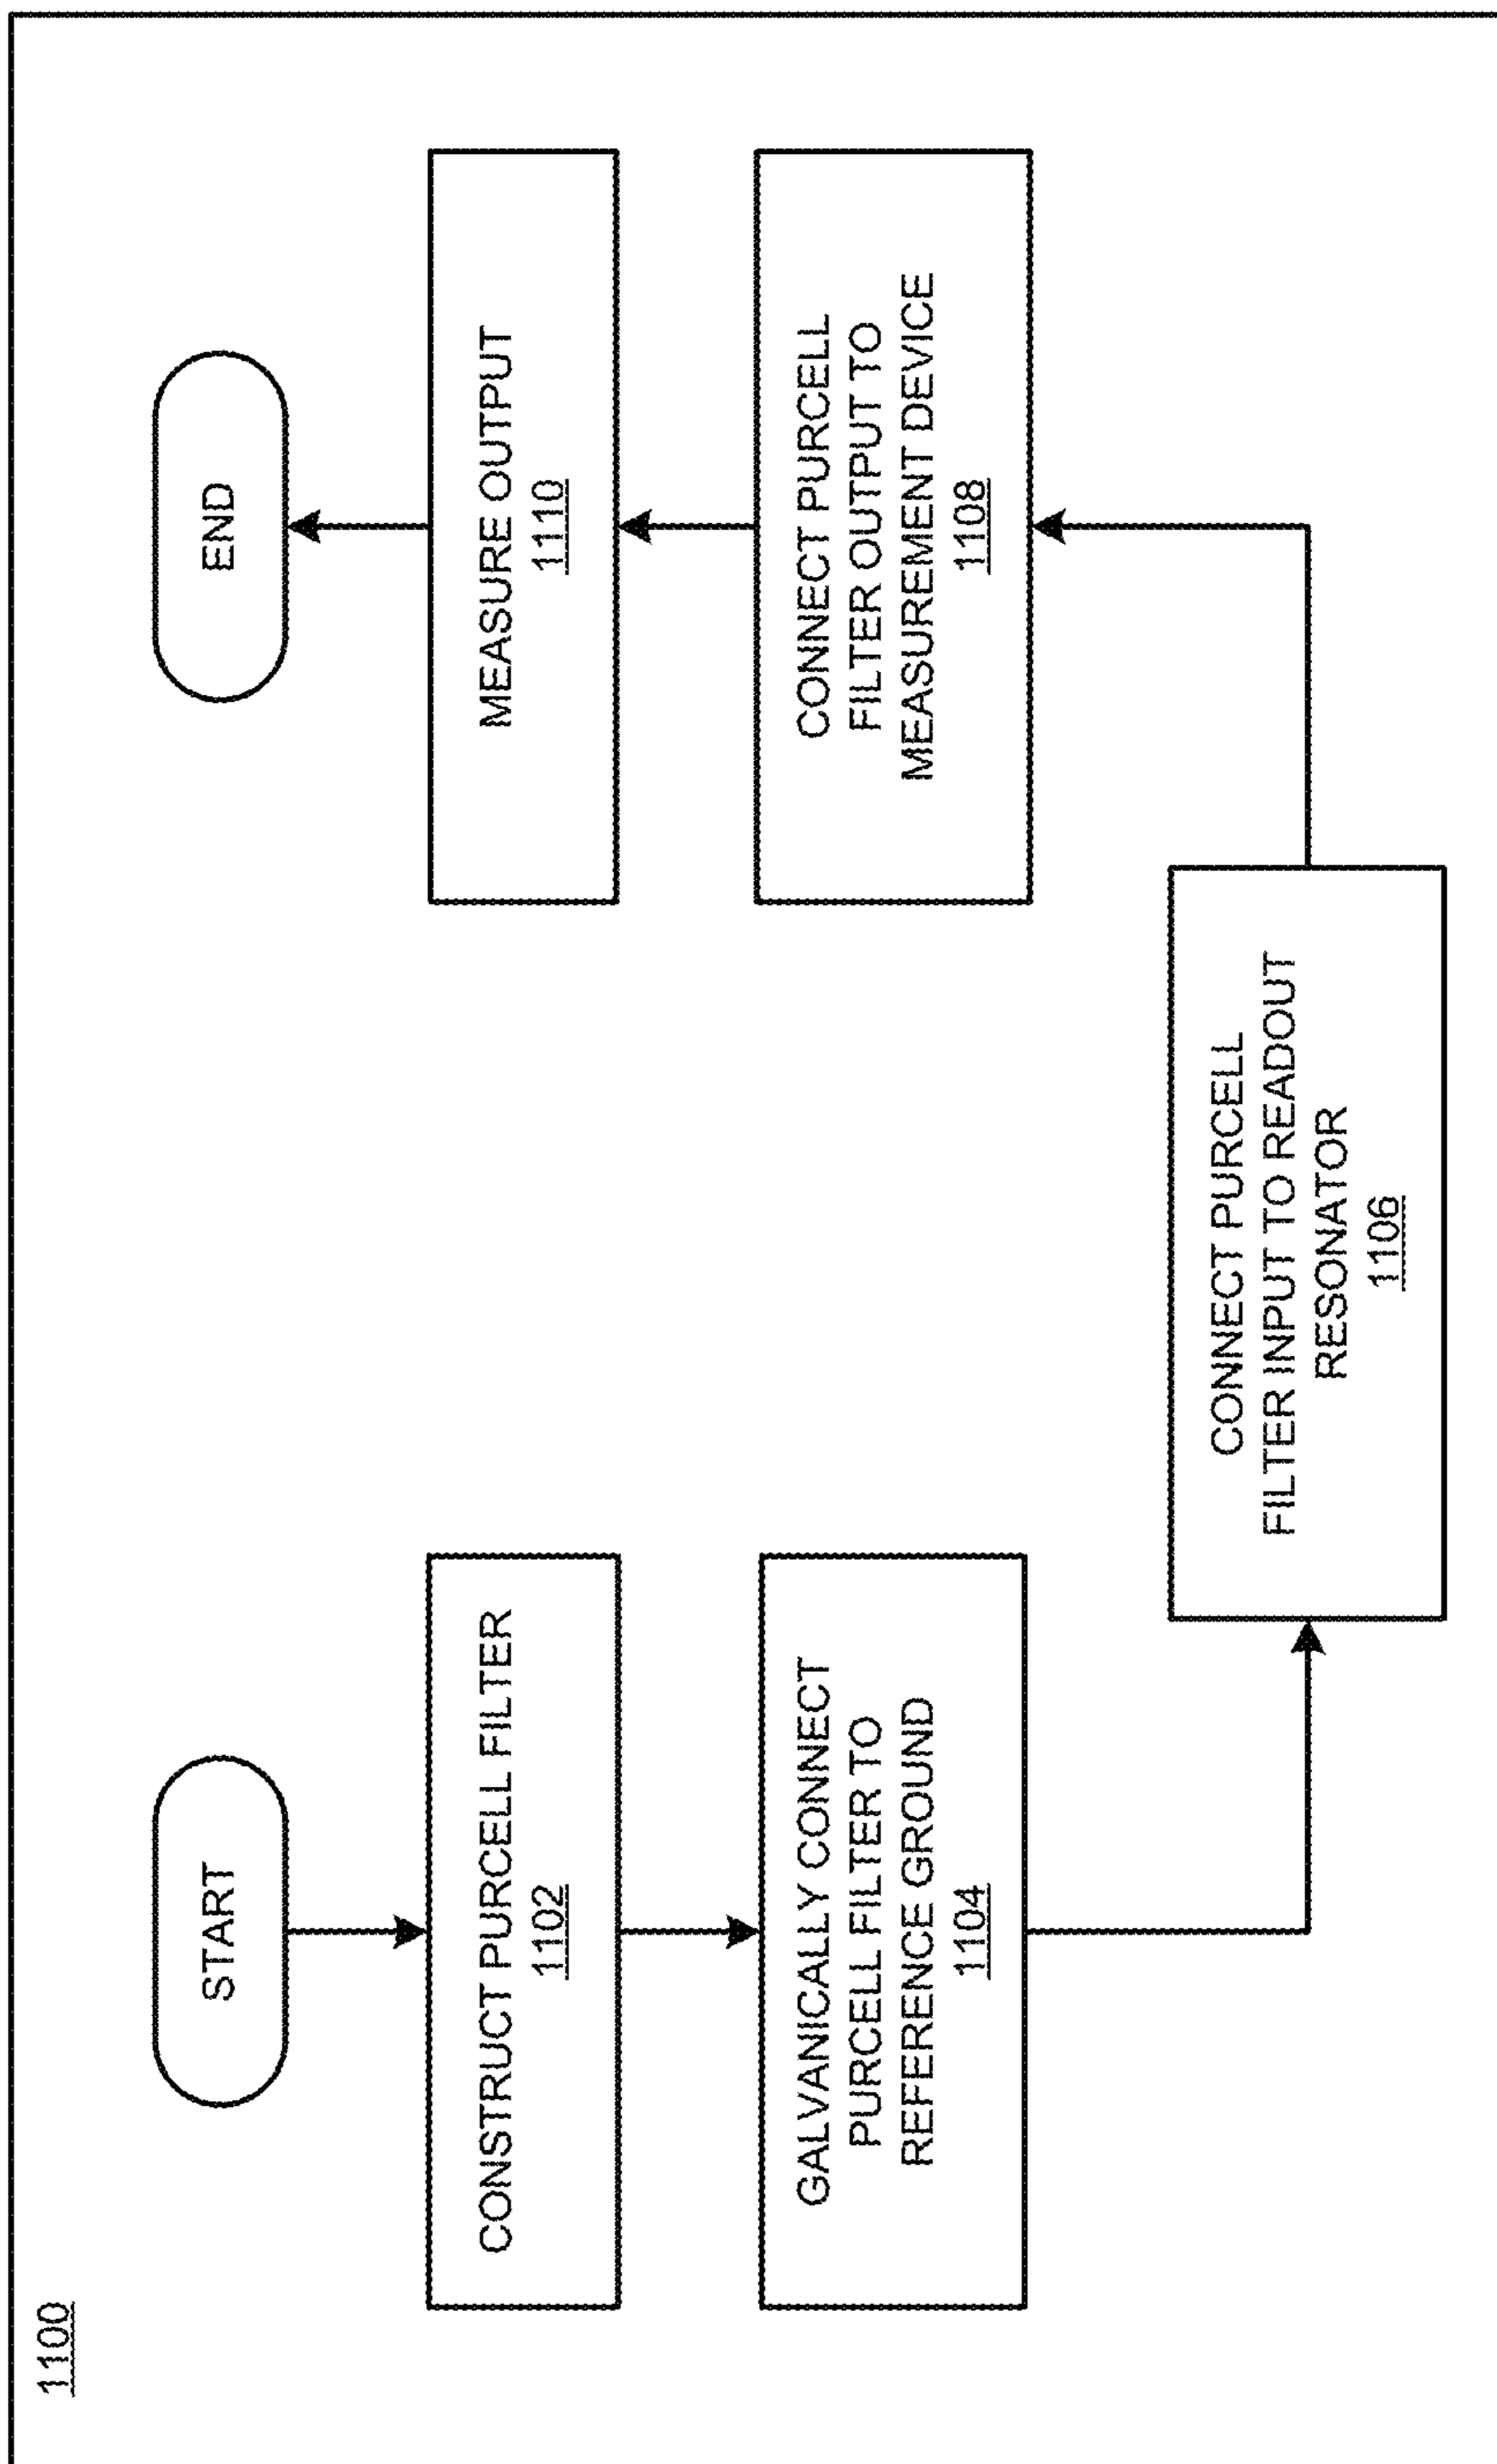 1100
START
CONSTRUCT PURCELL FILTER
1102
GALVANICALLY CONNECT
PURCELL FILTER TO
REFERENCE GROUND
1104
CONNECT PURCELL
FILTER INPUT TO READOUT
RESONATOR
1106
CONNECT PURCELL
FILTER OUTPUT TO
MEASUREMENT DEVICE
1108
MEASURE OUTPUT
1110
END